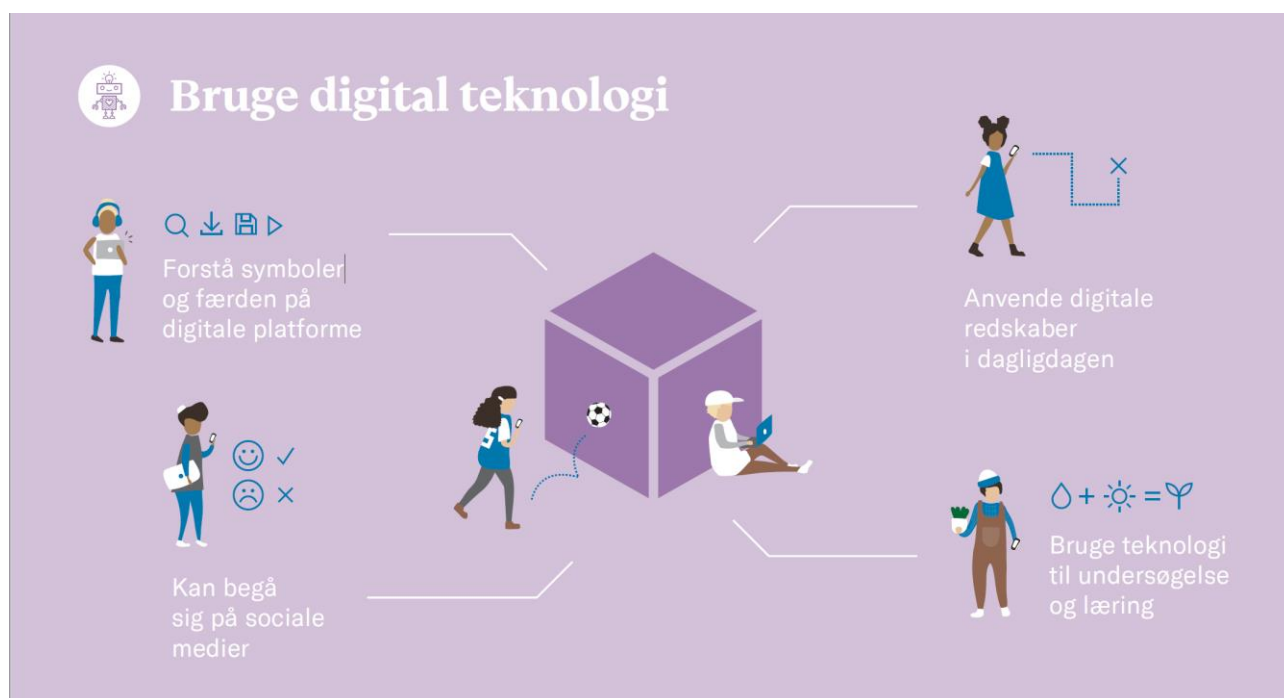 Bruge digital teknologi
Forstå symboler
og færden på
digitale platforme
Anvende digitale
redskaber
i dagligdagen
Kan begå
sig på sociale
medier
Bruge teknologi
til undersøgelse
og læring